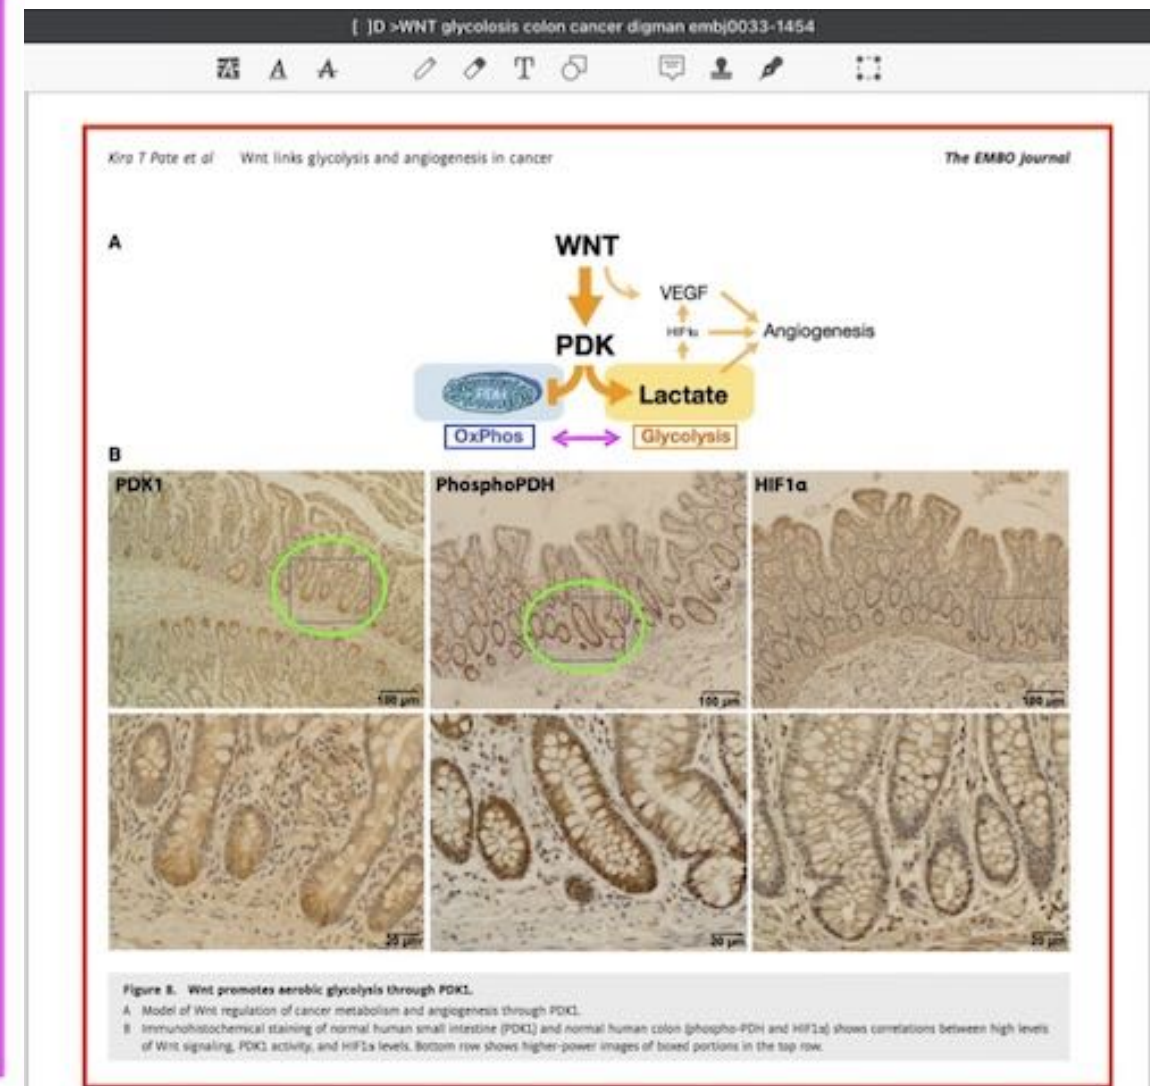 [ ]D >WNT glycolosis colon cancer digman embj0033-1454
A A T
Kira T Pate et al Wnt links glycolysis and angiogenesis in cancer The EMBO Journal
A
WNT
VEGF
HIF1α
Angiogenesis
PDK
Lactate
OxPhos Glycolysis
B
PDK1 PhosphoPDH HIF1α
100 μm 100 μm 100 μm
20 μm 20 μm 20 μm
Figure 8. Wnt promotes aerobic glycolysis through PDK1.
A Model of Wnt regulation of cancer metabolism and angiogenesis through PDK1.
B Immunohistochemical staining of normal human small intestine (PDK1) and normal human colon (phospho-PDH and HIF1α) shows correlations between high levels
of Wnt signaling, PDK1 activity, and HIF1α levels. Bottom row shows higher-power images of boxed portions in the top row.